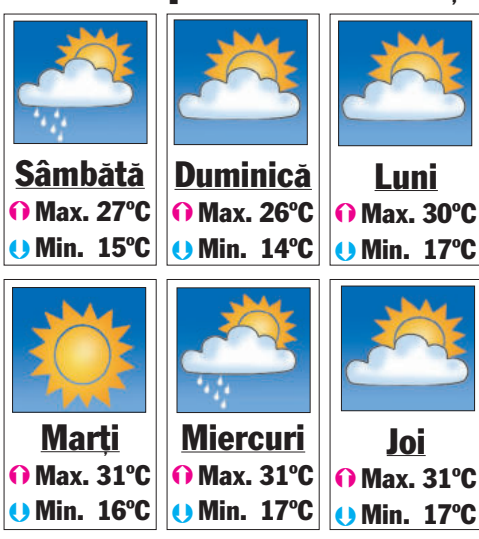 Sâmbătă
Max. 27ºC
Min. 15ºC
Duminică
Max. 26ºC
Min. 14ºC
Luni
Max. 30ºC
Min. 17ºC
Marți
Max. 31ºC
Min. 16ºC
Miercuri
Max. 31ºC
Min. 17ºC
Joi
Max. 31ºC
Min. 17ºC